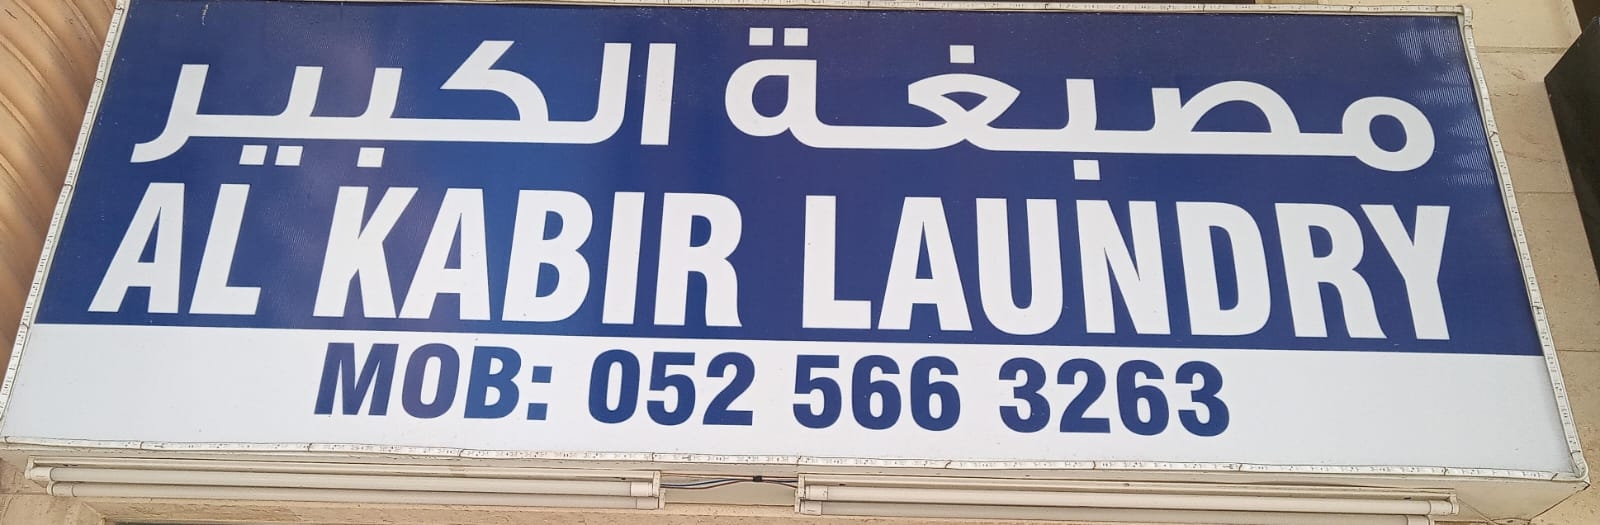 مصبغة الكبير
AL KABIR LAUNDRY
MOB: 052 566 3263